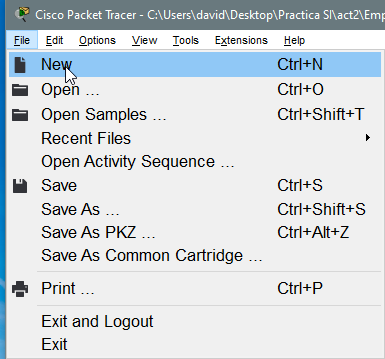 Cisco Packet Tracer - C:\Users\david\Desktop\Practica SI\act2\Emp
File Edit Options View Tools Extensions Help
New Ctrl+N
Open ... Ctrl+O
Open Samples ... Ctrl+Shift+T
Recent Files
Open Activity Sequence ...
Save Ctrl+S
Save As ... Ctrl+Shift+S
Save As PKZ ... Ctrl+Alt+Z
Save As Common Cartridge ...
Print ... Ctrl+P
Exit and Logout
Exit